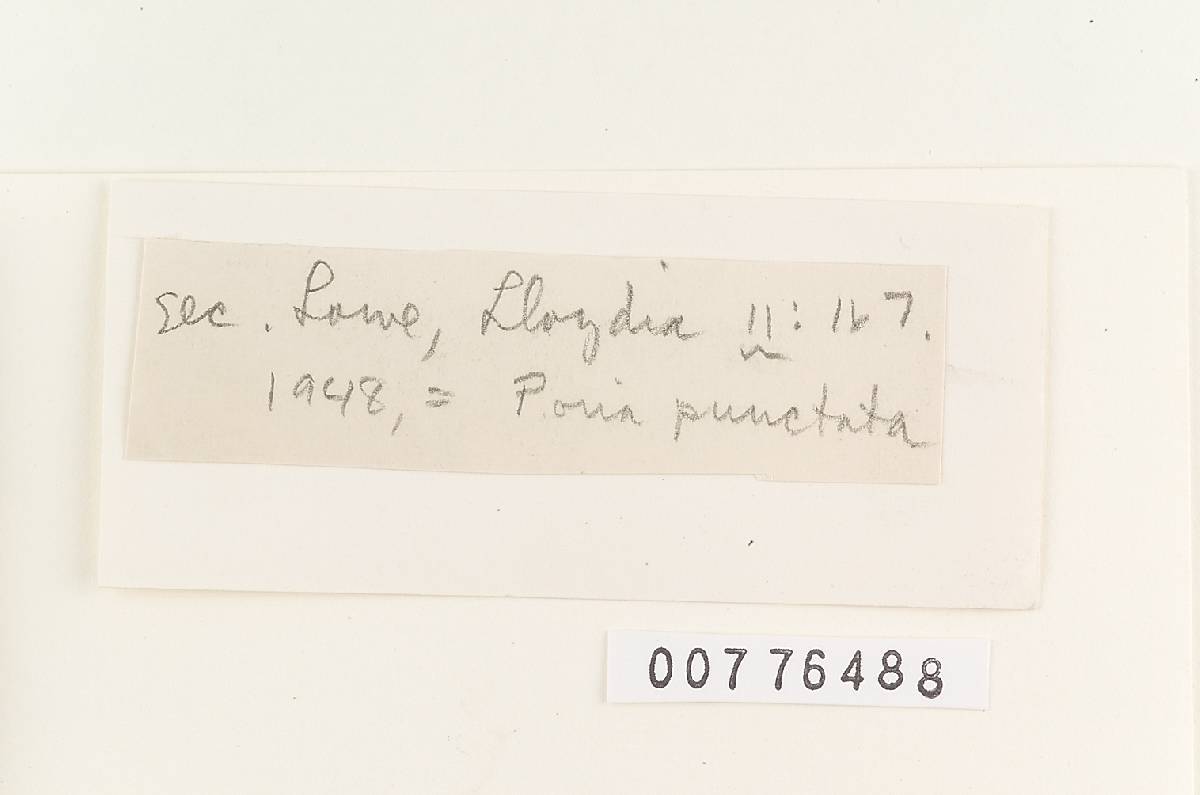 sec. Lowe, Lloydia 11: 167.
1948, = Poria punctata
00776488